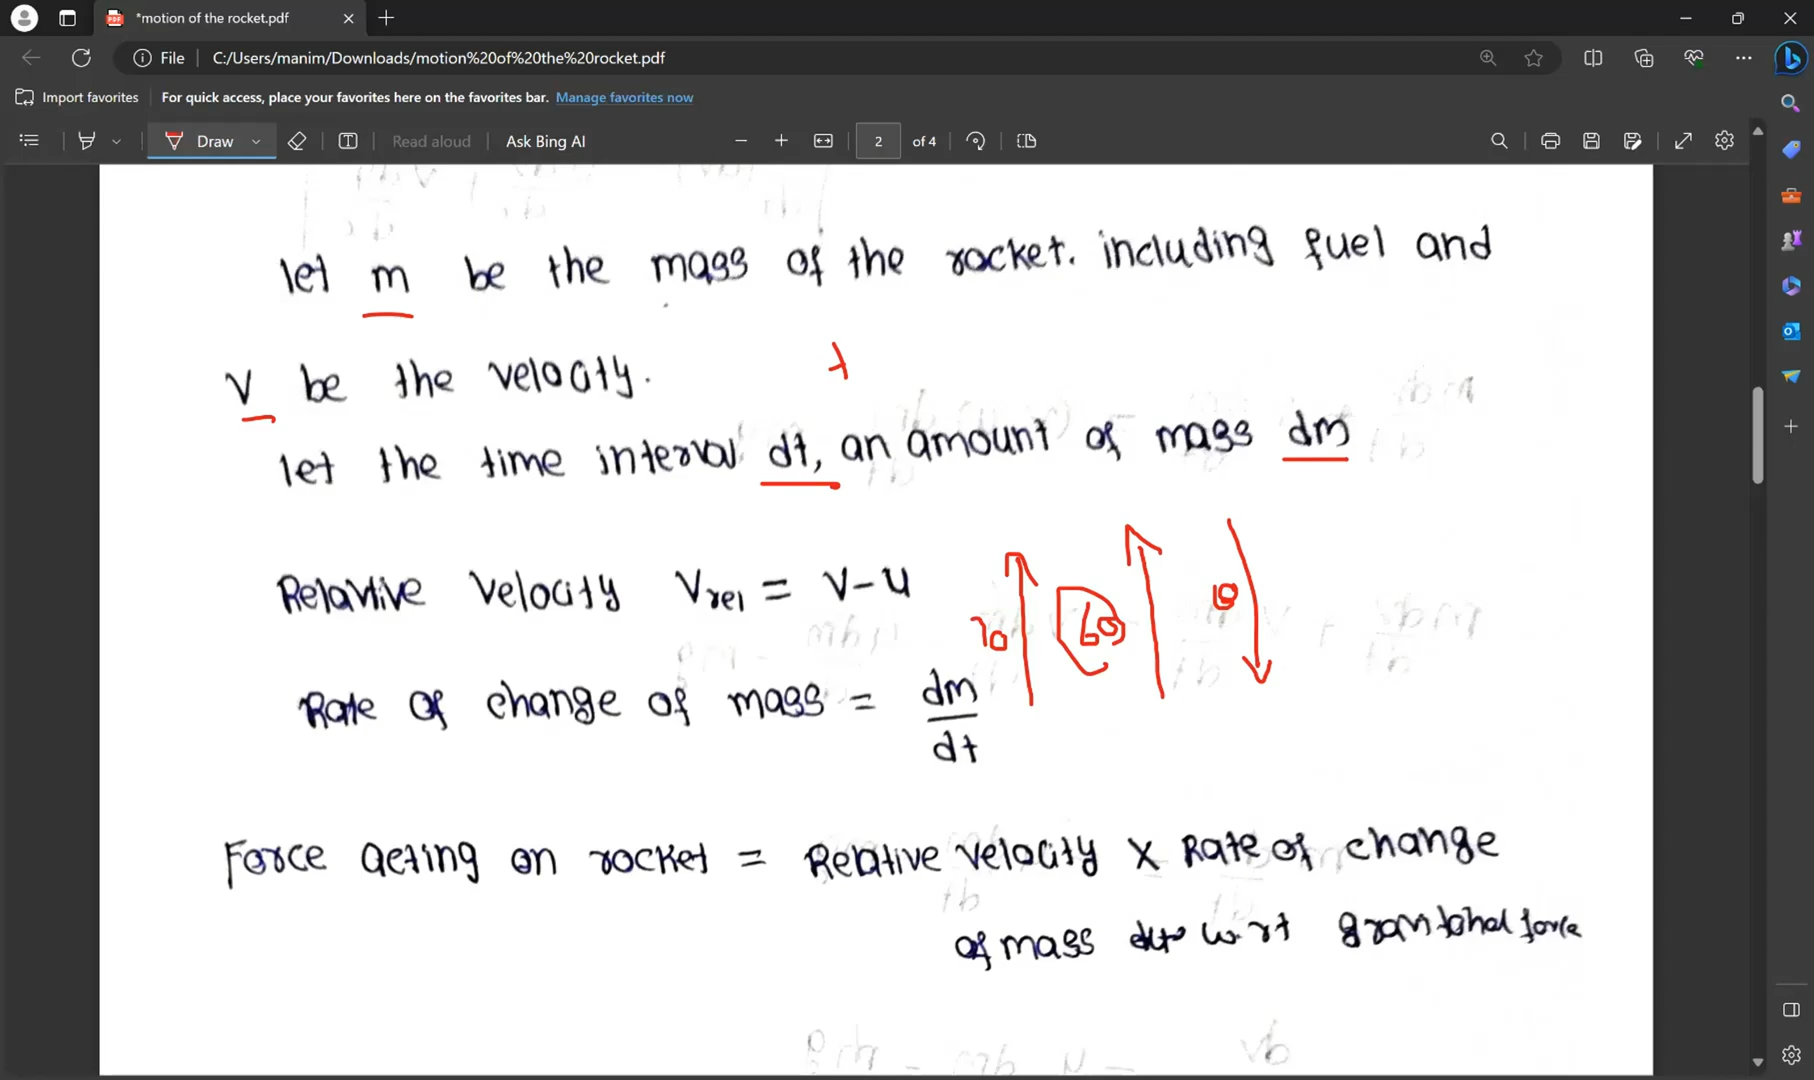 *motion of the rocket.pdf
File C:/Users/manim/Downloads/motion%20of%20the%20rocket.pdf
Import favorites For quick access, place your favorites here on the favorites bar. Manage favorites now
Draw Read aloud Ask Bing AI 2 of 4
let m be the mass of the rocket. including fuel and
V be the velocity.
let the time interval dt, an amount of mass dm
Relative Velocity Vrel = V-u
70 60 10
Rate of change of mass = dm/dt
Force acting on rocket = Relative velocity X Rate of change
of mass w.r.t force